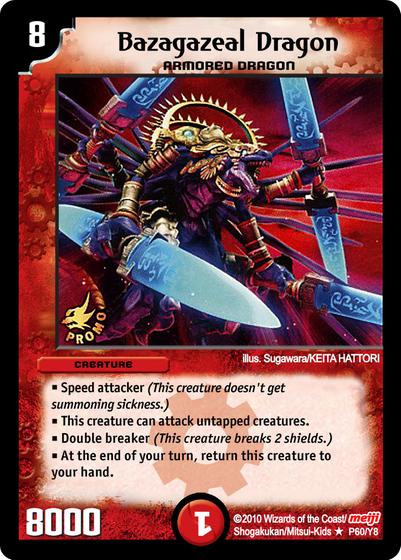 8
Bazagazeal Dragon
ARMORED DRAGON
PROMO
illus. Sugawara/KEITA HATTORI
CREATURE
▪ Speed attacker (This creature doesn't get
summoning sickness.)
▪ This creature can attack untapped creatures.
▪ Double breaker (This creature breaks 2 shields.)
▪ At the end of your turn, return this creature to
your hand.
8000
1
©2010 Wizards of the Coast/ meiji
Shogakukan/Mitsui-Kids ★ P60/Y8